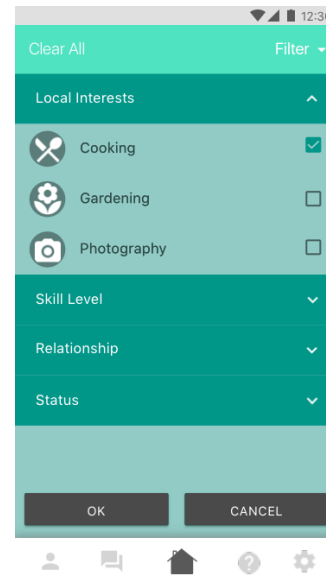 12:30
Clear All Filter
Local Interests
Cooking
Gardening
Photography
Skill Level
Relationship
Status
OK CANCEL